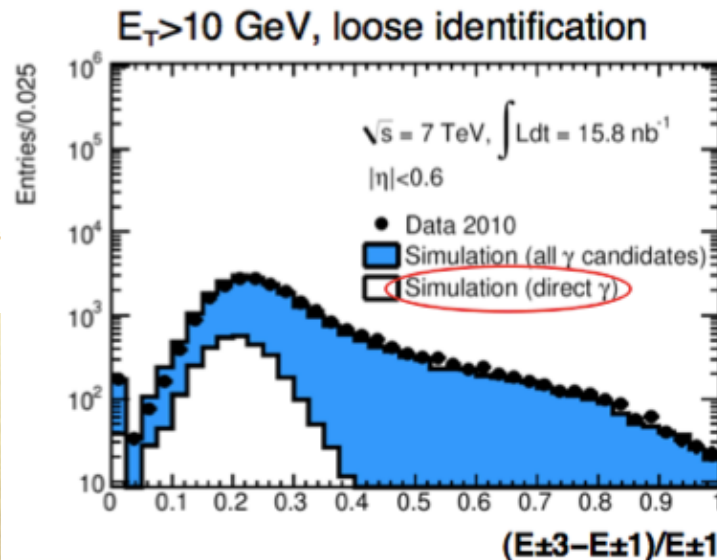 E_T>10 GeV, loose identification
Entries/0.025
10^6
10^5
10^4
10^3
10^2
10
√s = 7 TeV, ∫Ldt = 15.8 nb^-1
|η|<0.6
Data 2010
Simulation (all γ candidates)
Simulation (direct γ)
0 0.1 0.2 0.3 0.4 0.5 0.6 0.7 0.8 0.9 1
(E±3−E±1)/E±1